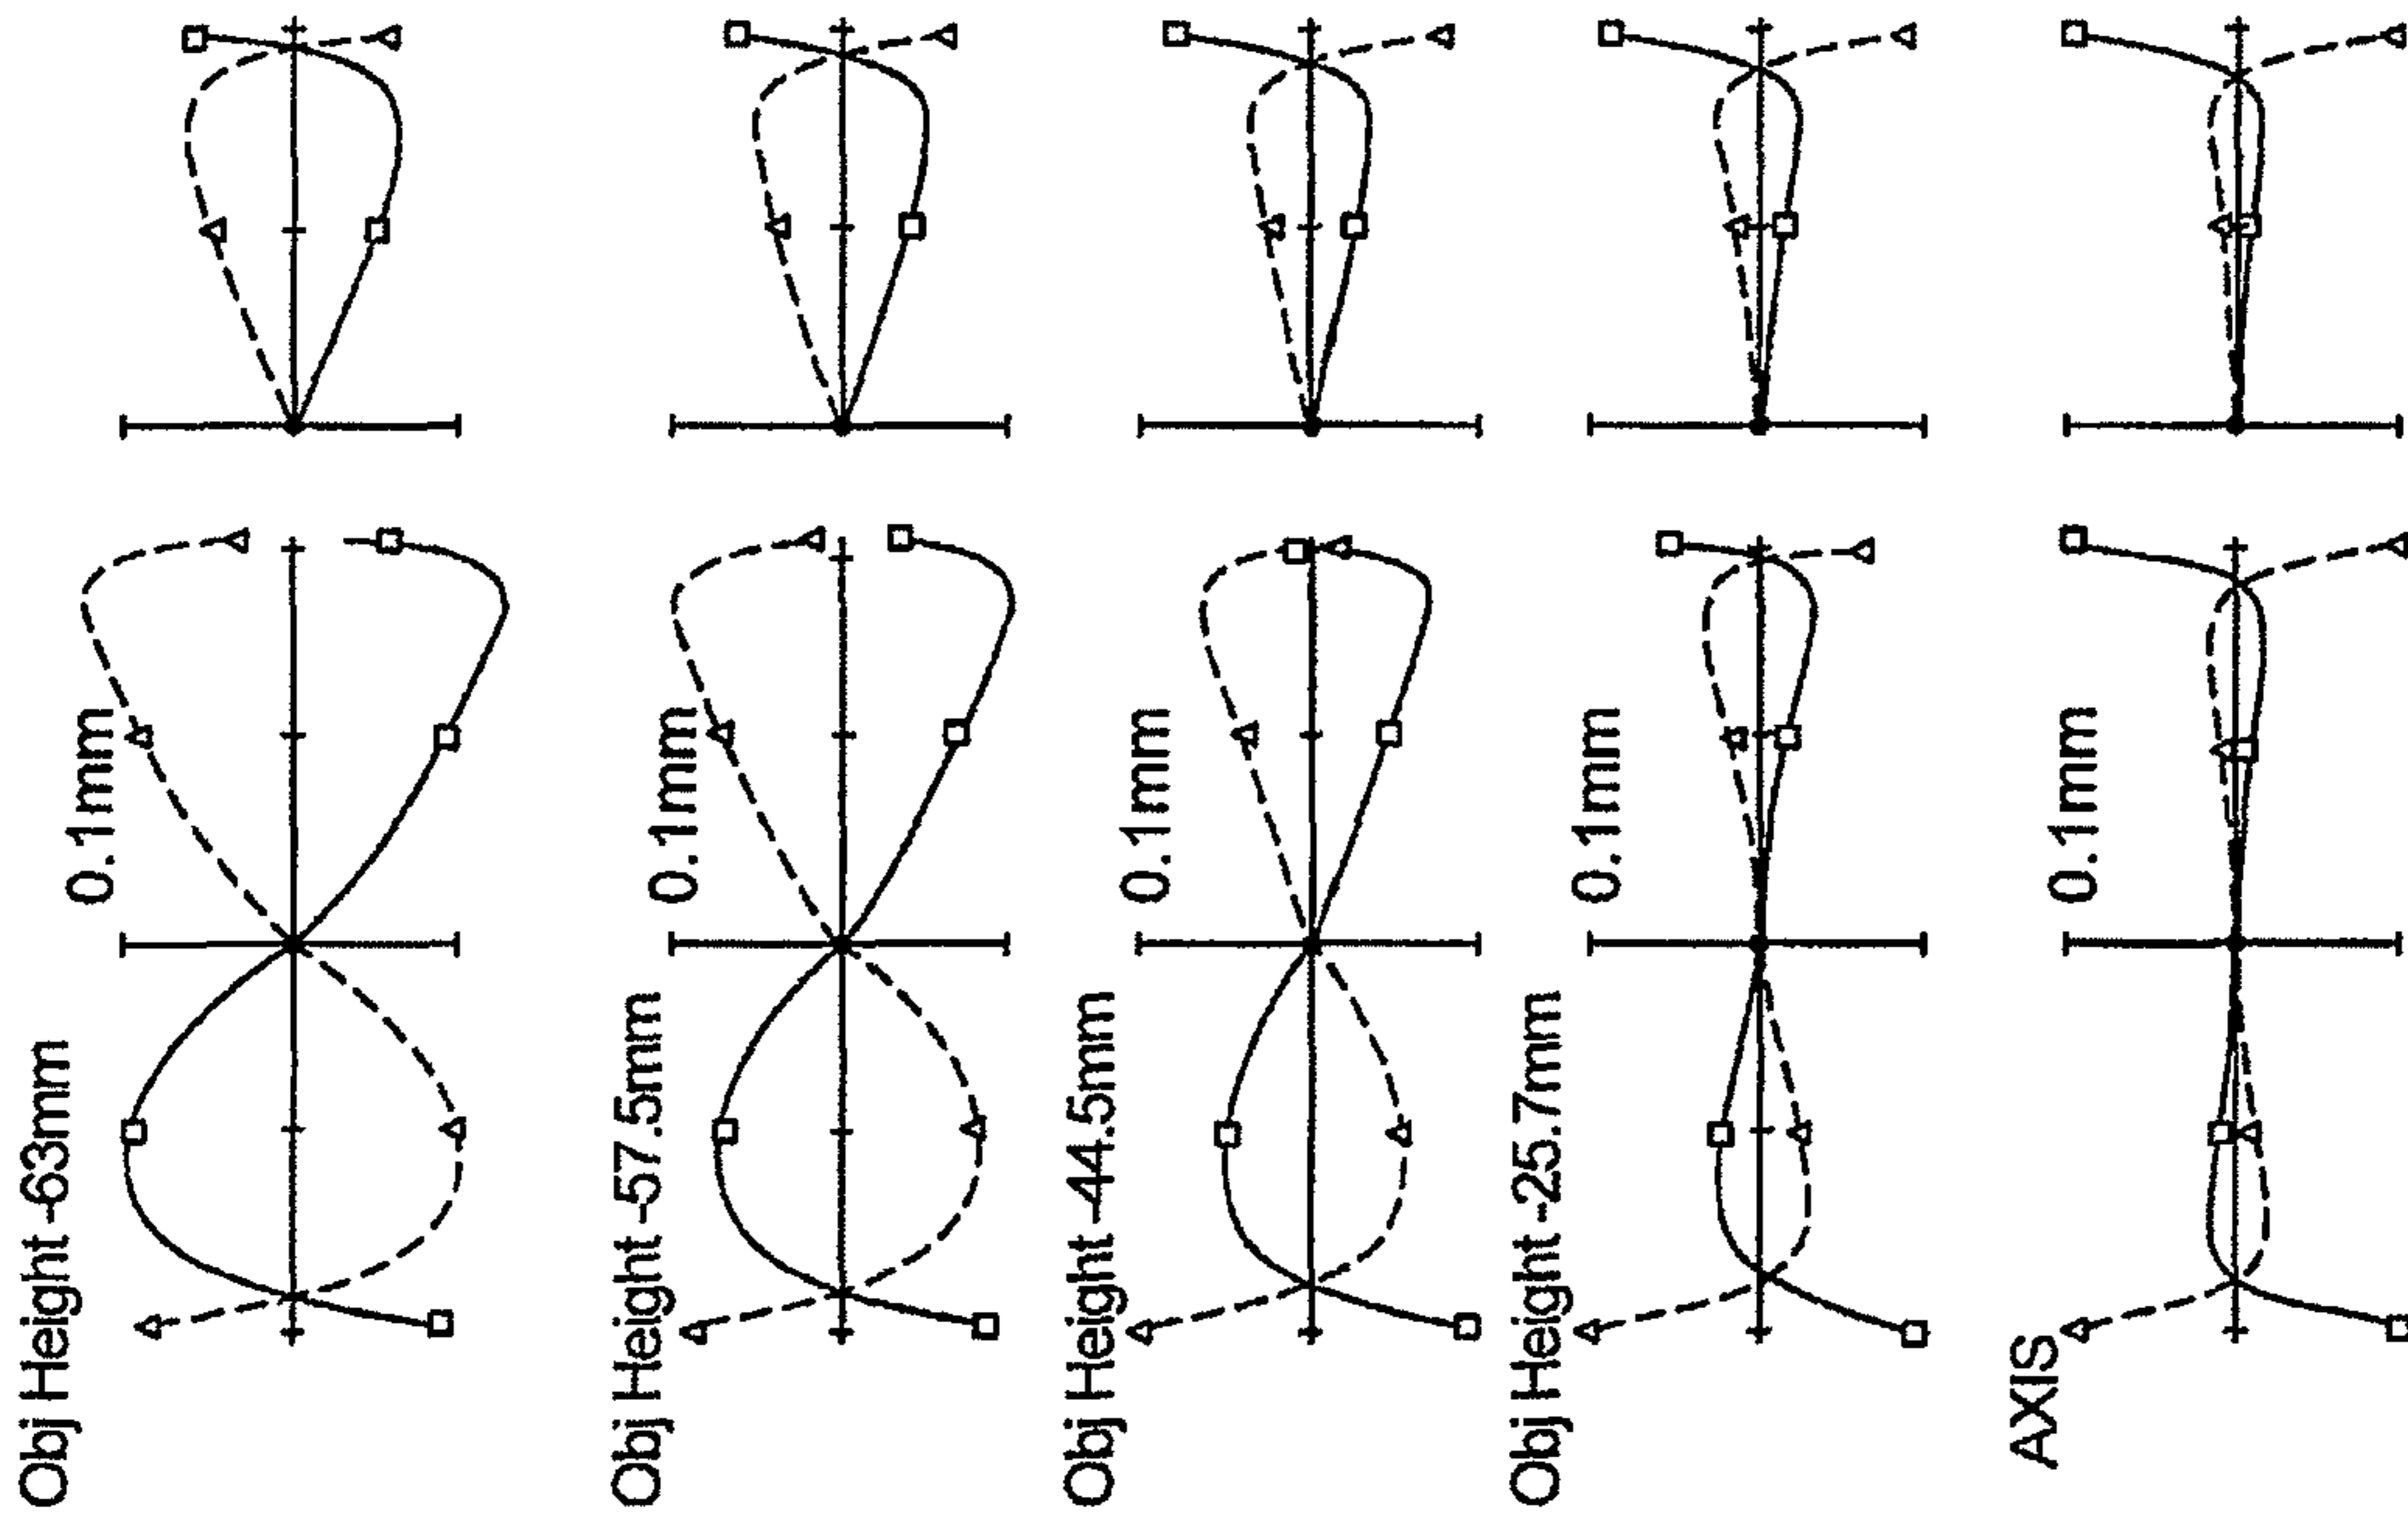 Obj Height -63mm
0.1mm
Obj Height -57.5mm
0.1mm
Obj Height -44.5mm
0.1mm
Obj Height -25.7mm
0.1mm
AXIS
0.1mm